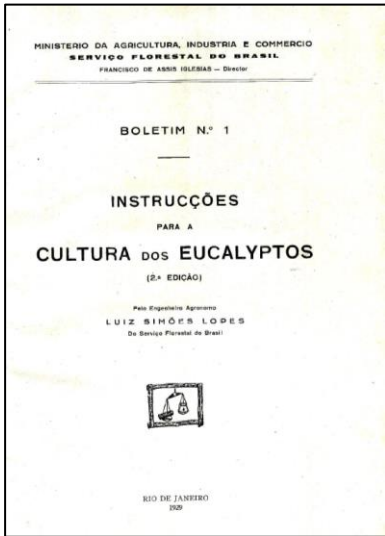 MINISTERIO DA AGRICULTURA, INDUSTRIA E COMMERCIO
SERVIÇO FLORESTAL DO BRASIL
FRANCISCO DE ASSIS IGLESIAS — Director
BOLETIM N.º 1
INSTRUCÇÕES
PARA A
CULTURA DOS EUCALYPTOS
(2.ª EDIÇÃO)
Pelo Engenheiro Agronomo
LUIZ SIMÕES LOPES
Do Serviço Florestal do Brasil
RIO DE JANEIRO
1929